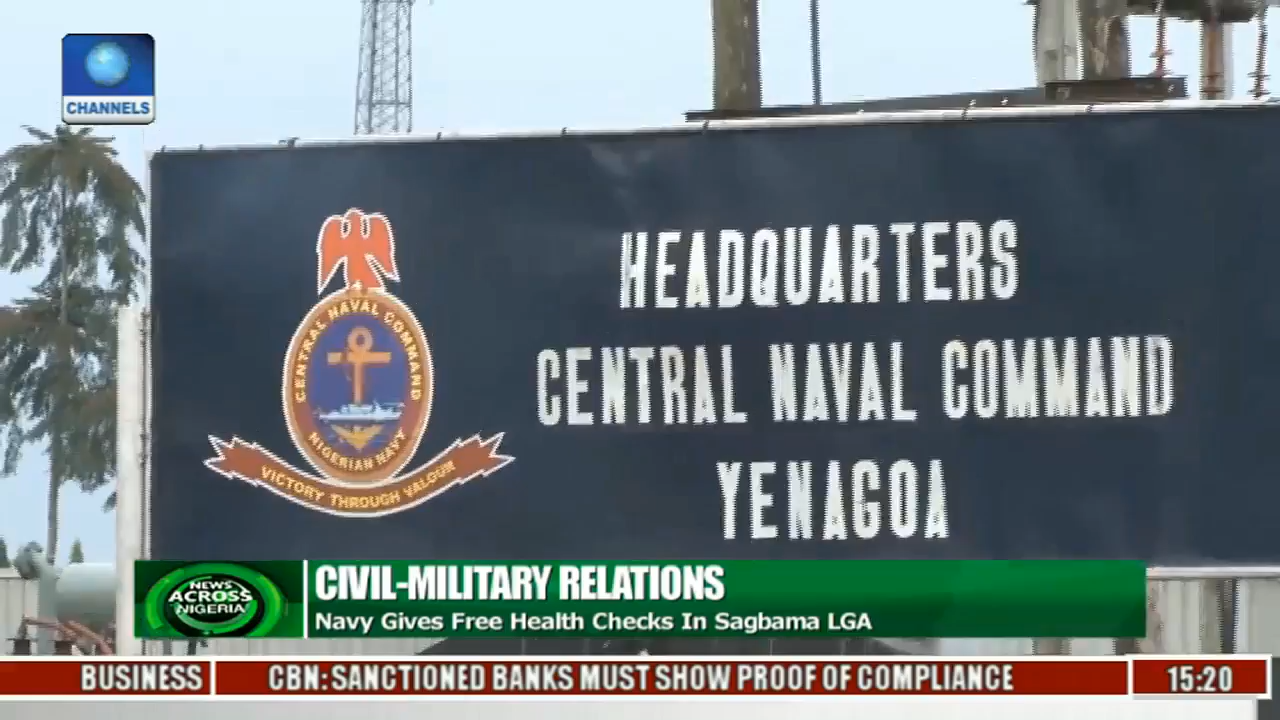 CHANNELS
HEADQUARTERS
CENTRAL NAVAL COMMAND
YENAGOA
CENTRAL NAVAL COMMAND
NIGERIAN NAVY
VICTORY THROUGH VALOUR
NEWS
ACROSS
NIGERIA
CIVIL-MILITARY RELATIONS
Navy Gives Free Health Checks In Sagbama LGA
BUSINESS CBN: SANCTIONED BANKS MUST SHOW PROOF OF COMPLIANCE 15:20